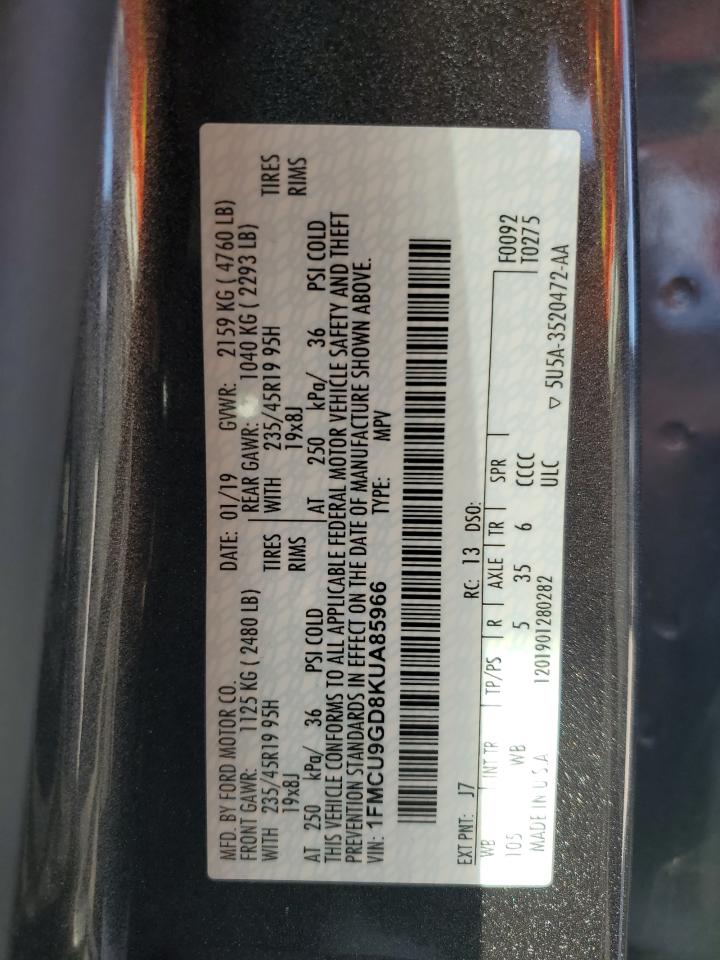 MFD. BY FORD MOTOR CO. DATE: 01/19 GVWR: 2159 KG ( 4760 LB)
FRONT GAWR: 1125 KG ( 2480 LB) REAR GAWR: 1040 KG ( 2293 LB)
WITH 235/45R19 95H TIRES WITH 235/45R19 95H TIRES
19x8J RIMS 19x8J RIMS
AT 250 kPa/ 36 PSI COLD AT 250 kPa/ 36 PSI COLD
THIS VEHICLE CONFORMS TO ALL APPLICABLE FEDERAL MOTOR VEHICLE SAFETY AND THEFT
PREVENTION STANDARDS IN EFFECT ON THE DATE OF MANUFACTURE SHOWN ABOVE.
VIN: 1FMCU9GD8KUA85966 TYPE: MPV
EXT PNT: J7 RC: 13 DSO:
WB INT TR TP/PS R AXLE TR SPR F0092
105 WB 5 35 6 CCCC T0275
MADE IN U S A 1201901280282 ULC ▽ 5U5A-3520472-AA